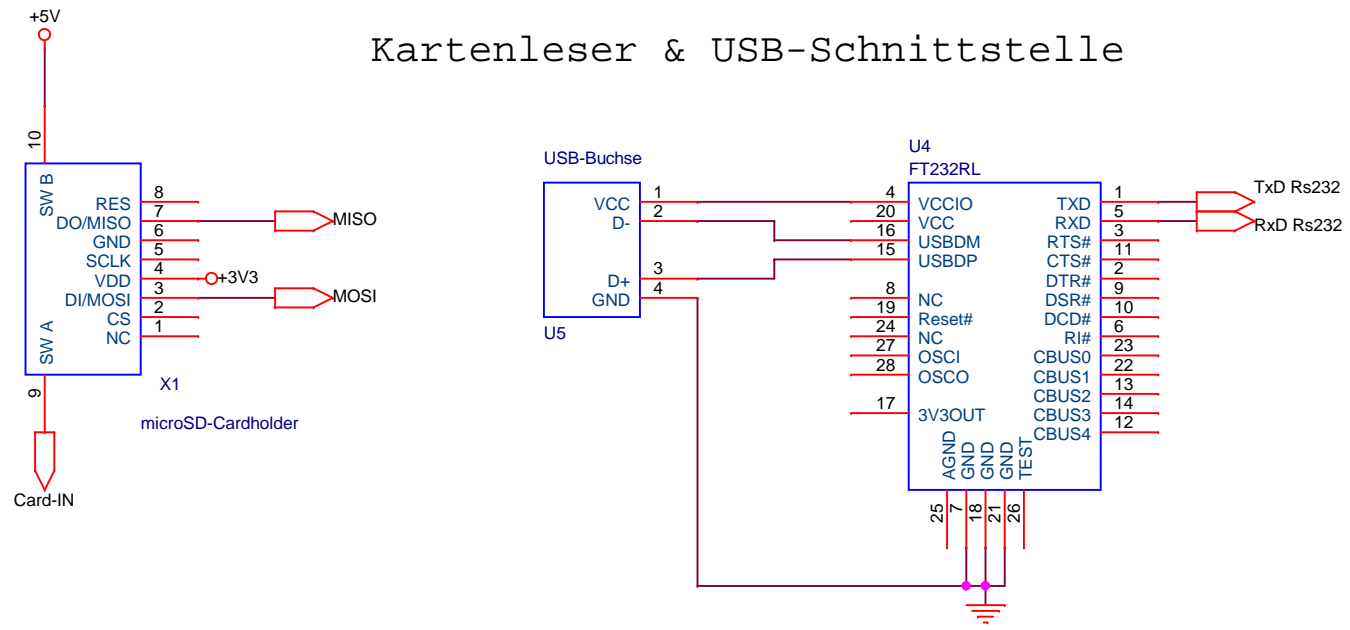 Kartenleser & USB-Schnittstelle
+5V
10
SW B
RES 8
DO/MISO 7 MISO
GND 6
SCLK 5
VDD 4 +3V3
DI/MOSI 3 MOSI
CS 2
NC 1
SW A
9
X1
microSD-Cardholder
Card-IN
USB-Buchse
VCC 1
D- 2
D+ 3
GND 4
U5
U4
FT232RL
4 VCCIO
20 VCC
16 USBDM
15 USBDP
8 NC
19 Reset#
24 NC
27 OSCI
28 OSCO
17 3V3OUT
TXD 1 TxD Rs232
RXD 5 RxD Rs232
RTS# 3
CTS# 11
DTR# 2
DSR# 9
DCD# 10
RI# 6
CBUS0 23
CBUS1 22
CBUS2 13
CBUS3 14
CBUS4 12
AGND 25
GND 7
GND 18
GND 21
TEST 26